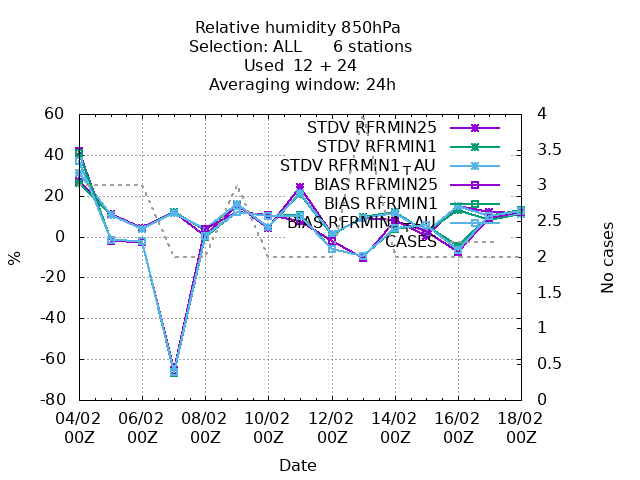 Relative humidity 850hPa
Selection: ALL 6 stations
Used 12 + 24
Averaging window: 24h
60
40
20
0
-20
-40
-60
-80
%
4
3.5
3
2.5
2
1.5
1
0.5
0
No cases
STDV RFRMIN25
STDV RFRMIN1
STDV RFRMIN1_AU
BIAS RFRMIN25
BIAS RFRMIN1
BIAS RFRMIN1_AU
CASES
04/02 06/02 08/02 10/02 12/02 14/02 16/02 18/02
00Z 00Z 00Z 00Z 00Z 00Z 00Z 00Z
Date